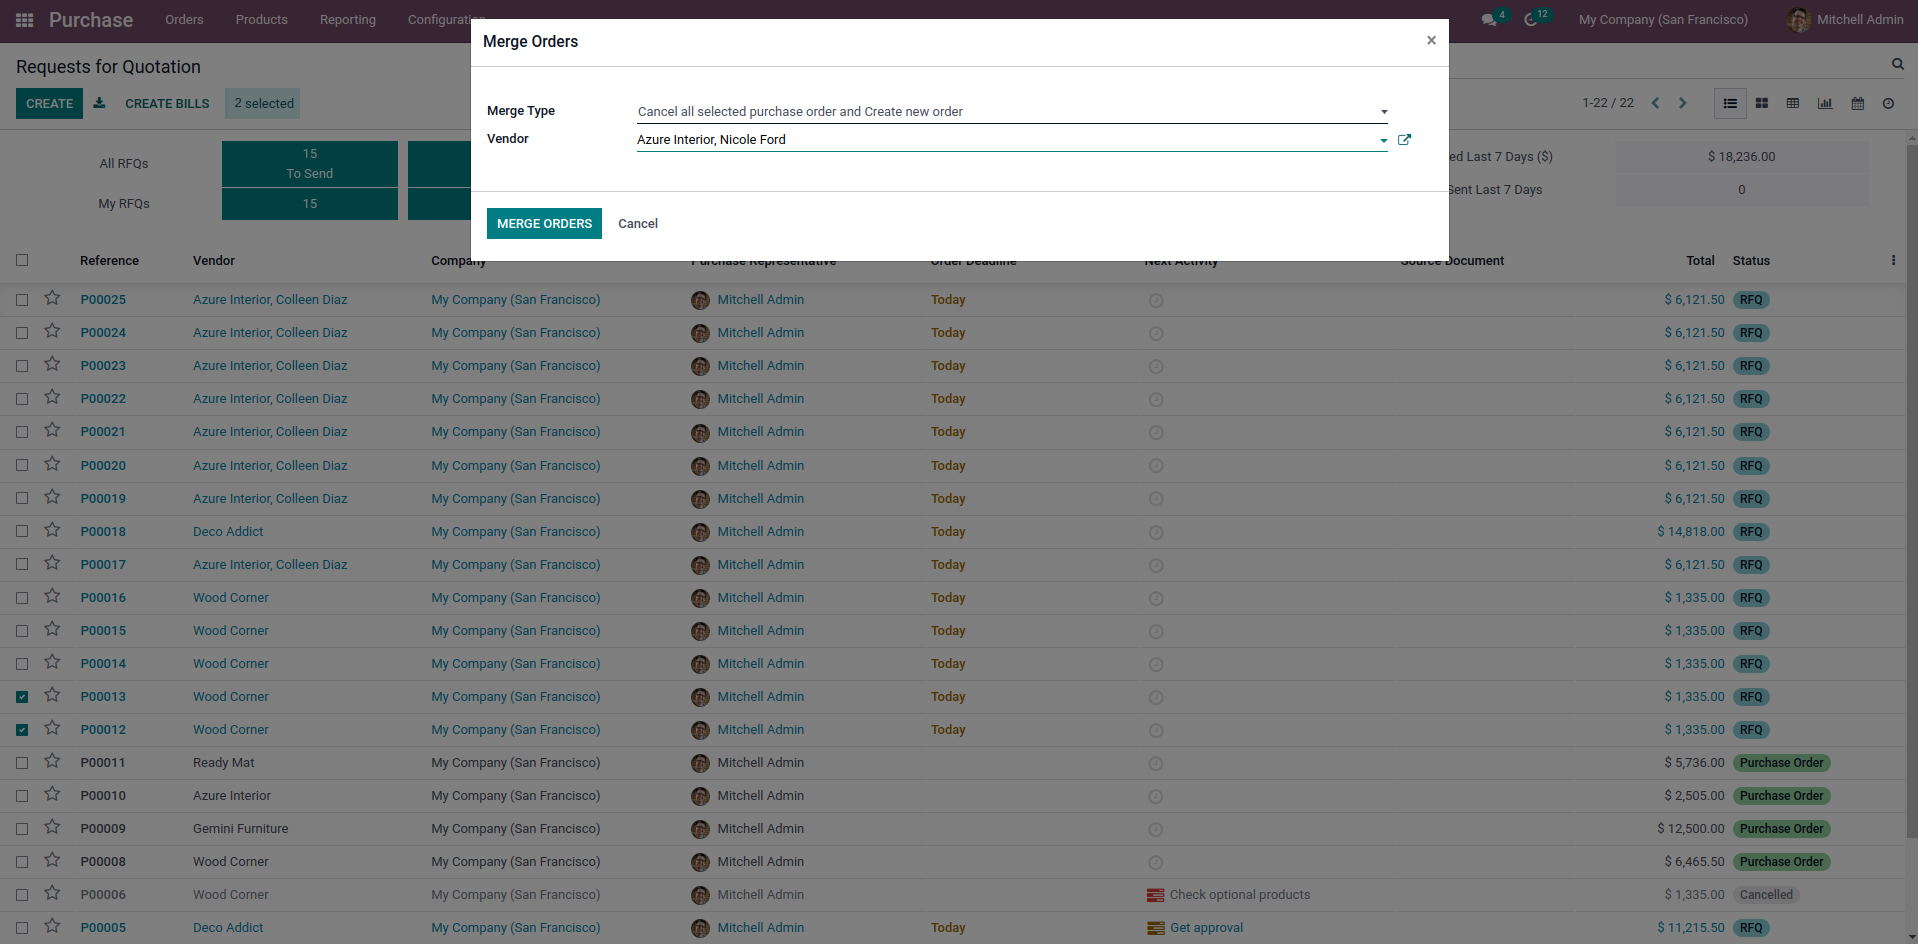 Purchase Orders Products Reporting Configuration 4 12 My Company (San Francisco) Mitchell Admin
Merge Orders ×
Requests for Quotation
CREATE CREATE BILLS 2 selected 1-22 / 22
Merge Type Cancel all selected purchase order and Create new order
Vendor Azure Interior, Nicole Ford
MERGE ORDERS Cancel
All RFQs 15 To Send ed Last 7 Days ($) $ 18,236.00
My RFQs 15 Sent Last 7 Days 0
Reference Vendor Company Purchase Representative Order Deadline Next Activity Source Document Total Status
P00025 Azure Interior, Colleen Diaz My Company (San Francisco) Mitchell Admin Today $ 6,121.50 RFQ
P00024 Azure Interior, Colleen Diaz My Company (San Francisco) Mitchell Admin Today $ 6,121.50 RFQ
P00023 Azure Interior, Colleen Diaz My Company (San Francisco) Mitchell Admin Today $ 6,121.50 RFQ
P00022 Azure Interior, Colleen Diaz My Company (San Francisco) Mitchell Admin Today $ 6,121.50 RFQ
P00021 Azure Interior, Colleen Diaz My Company (San Francisco) Mitchell Admin Today $ 6,121.50 RFQ
P00020 Azure Interior, Colleen Diaz My Company (San Francisco) Mitchell Admin Today $ 6,121.50 RFQ
P00019 Azure Interior, Colleen Diaz My Company (San Francisco) Mitchell Admin Today $ 6,121.50 RFQ
P00018 Deco Addict My Company (San Francisco) Mitchell Admin Today $ 14,818.00 RFQ
P00017 Azure Interior, Colleen Diaz My Company (San Francisco) Mitchell Admin Today $ 6,121.50 RFQ
P00016 Wood Corner My Company (San Francisco) Mitchell Admin Today $ 1,335.00 RFQ
P00015 Wood Corner My Company (San Francisco) Mitchell Admin Today $ 1,335.00 RFQ
P00014 Wood Corner My Company (San Francisco) Mitchell Admin Today $ 1,335.00 RFQ
P00013 Wood Corner My Company (San Francisco) Mitchell Admin Today $ 1,335.00 RFQ
P00012 Wood Corner My Company (San Francisco) Mitchell Admin Today $ 1,335.00 RFQ
P00011 Ready Mat My Company (San Francisco) Mitchell Admin $ 5,736.00 Purchase Order
P00010 Azure Interior My Company (San Francisco) Mitchell Admin $ 2,505.00 Purchase Order
P00009 Gemini Furniture My Company (San Francisco) Mitchell Admin $ 12,500.00 Purchase Order
P00008 Wood Corner My Company (San Francisco) Mitchell Admin $ 6,465.50 Purchase Order
P00006 Wood Corner My Company (San Francisco) Mitchell Admin Check optional products $ 1,335.00 Cancelled
P00005 Deco Addict My Company (San Francisco) Mitchell Admin Today Get approval $ 11,215.50 RFQ